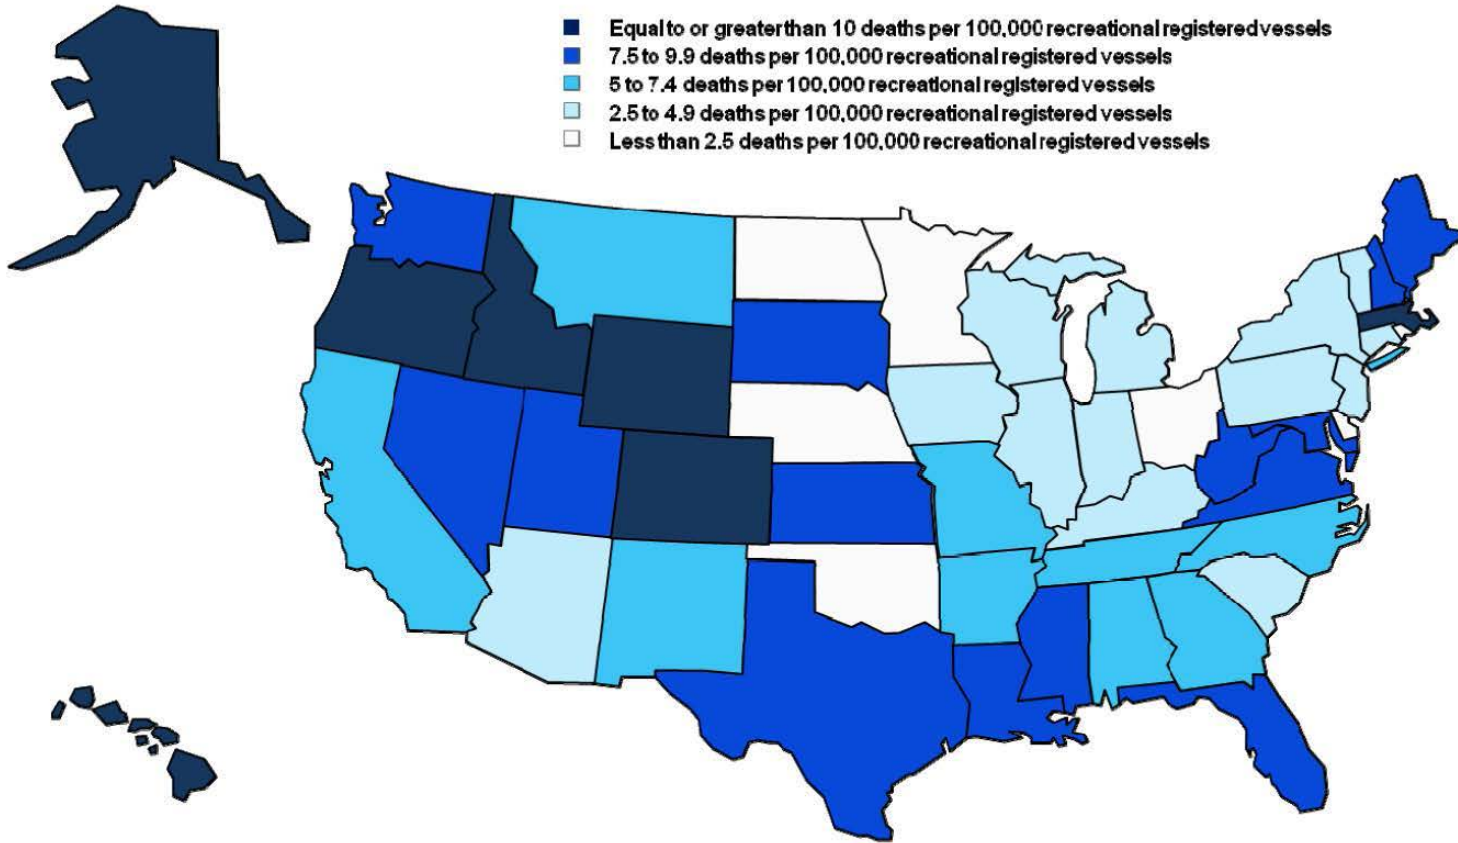 Equal to or greater than 10 deaths per 100,000 recreational registered vessels
7.5 to 9.9 deaths per 100,000 recreational registered vessels
5 to 7.4 deaths per 100,000 recreational registered vessels
2.5 to 4.9 deaths per 100,000 recreational registered vessels
Less than 2.5 deaths per 100,000 recreational registered vessels